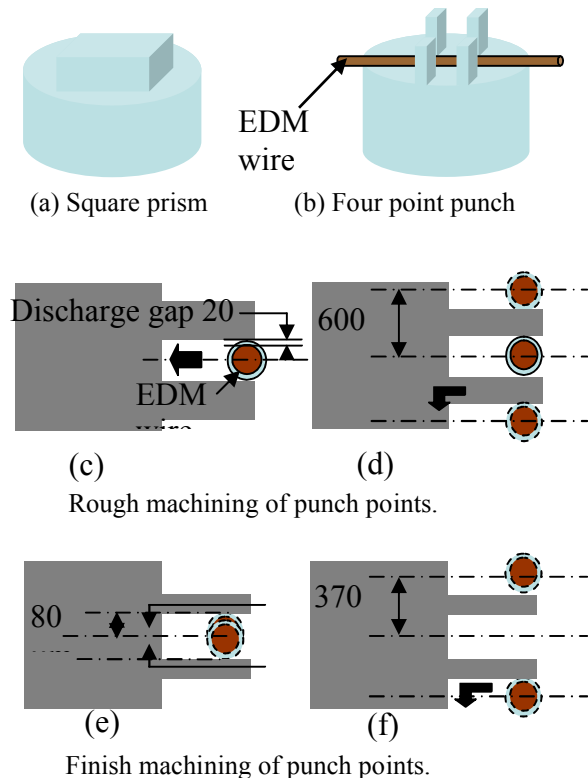 EDM
wire
(a) Square prism
(b) Four point punch
Discharge gap 20
EDM
600
(c)
(d)
Rough machining of punch points.
80
370
(e)
(f)
Finish machining of punch points.